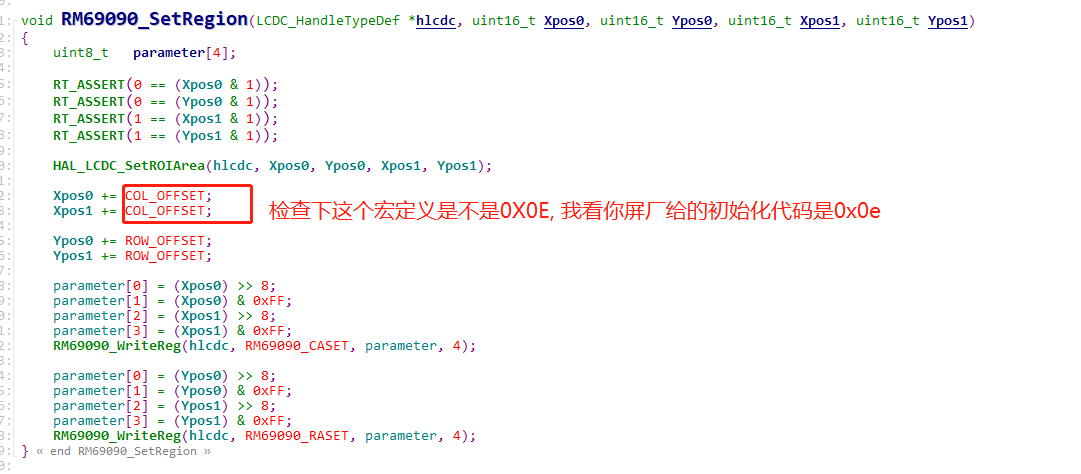 void RM69090_SetRegion(LCDC_HandleTypeDef *hlcdc, uint16_t Xpos0, uint16_t Ypos0, uint16_t Xpos1, uint16_t Ypos1)
{
    uint8_t   parameter[4];
    RT_ASSERT(0 == (Xpos0 & 1));
    RT_ASSERT(0 == (Ypos0 & 1));
    RT_ASSERT(1 == (Xpos1 & 1));
    RT_ASSERT(1 == (Ypos1 & 1));
    HAL_LCDC_SetROIArea(hlcdc, Xpos0, Ypos0, Xpos1, Ypos1);
    Xpos0 += COL_OFFSET;
    Xpos1 += COL_OFFSET;
检查下这个宏定义是不是0X0E, 我看你屏厂给的初始化代码是0x0e
    Ypos0 += ROW_OFFSET;
    Ypos1 += ROW_OFFSET;
    parameter[0] = (Xpos0) >> 8;
    parameter[1] = (Xpos0) & 0xFF;
    parameter[2] = (Xpos1) >> 8;
    parameter[3] = (Xpos1) & 0xFF;
    RM69090_WriteReg(hlcdc, RM69090_CASET, parameter, 4);
    parameter[0] = (Ypos0) >> 8;
    parameter[1] = (Ypos0) & 0xFF;
    parameter[2] = (Ypos1) >> 8;
    parameter[3] = (Ypos1) & 0xFF;
    RM69090_WriteReg(hlcdc, RM69090_RASET, parameter, 4);
} « end RM69090_SetRegion »